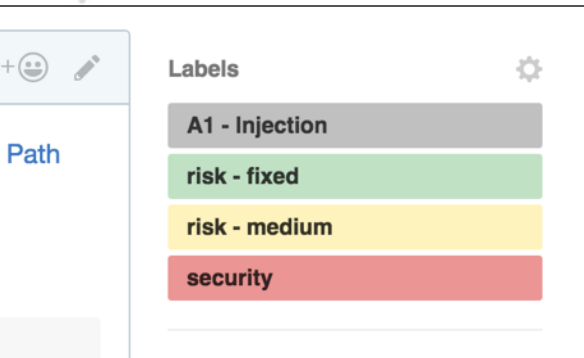 +
Labels
A1 - Injection
Path
risk - fixed
risk - medium
security